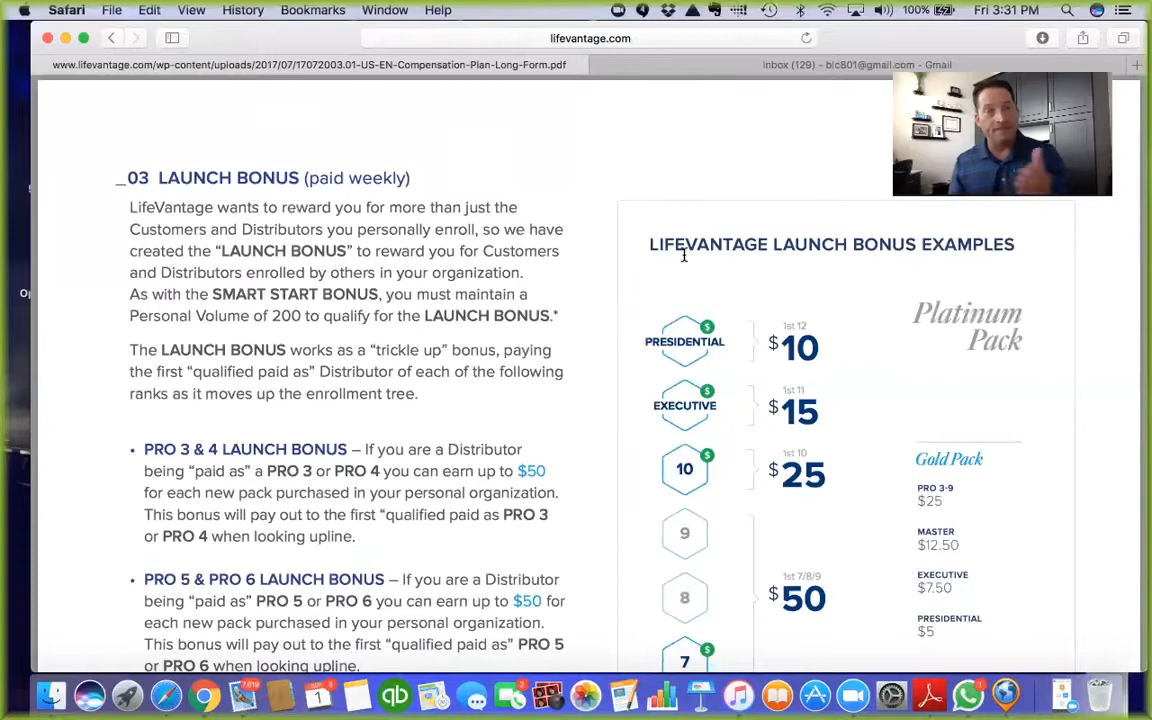 Safari File Edit View History Bookmarks Window Help 100% Fri 3:31 PM
lifevantage.com
www.lifevantage.com/wp-content/uploads/2017/07/17072003.01-US-EN-Compensation-Plan-Long-Form.pdf
Inbox (129) - blc801@gmail.com - Gmail
_03 LAUNCH BONUS (paid weekly)
LifeVantage wants to reward you for more than just the
Customers and Distributors you personally enroll, so we have
created the “LAUNCH BONUS” to reward you for Customers
and Distributors enrolled by others in your organization.
As with the SMART START BONUS, you must maintain a
Personal Volume of 200 to qualify for the LAUNCH BONUS.*
The LAUNCH BONUS works as a “trickle up” bonus, paying
the first “qualified paid as” Distributor of each of the following
ranks as it moves up the enrollment tree.
• PRO 3 & 4 LAUNCH BONUS – If you are a Distributor
being “paid as” a PRO 3 or PRO 4 you can earn up to $50
for each new pack purchased in your personal organization.
This bonus will pay out to the first “qualified paid as PRO 3
or PRO 4 when looking upline.
• PRO 5 & PRO 6 LAUNCH BONUS – If you are a Distributor
being “paid as” PRO 5 or PRO 6 you can earn up to $50 for
each new pack purchased in your personal organization.
This bonus will pay out to the first “qualified paid as” PRO 5
or PRO 6 when looking upline.
LIFEVANTAGE LAUNCH BONUS EXAMPLES
Platinum
Pack
PRESIDENTIAL $
1st 12
$10
EXECUTIVE $
1st 11
$15
10 $
1st 10
$25
9
8
1st 7/8/9
$50
7 $
Gold Pack
PRO 3-9
$25
MASTER
$12.50
EXECUTIVE
$7.50
PRESIDENTIAL
$5